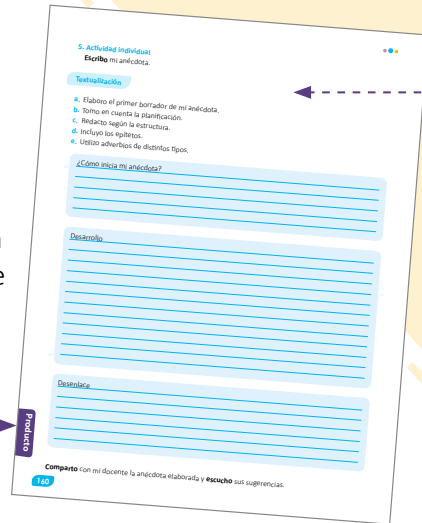 5. Actividad individual
Escribo mi anécdota.
Textualización
a. Elaboro el primer borrador de mi anécdota.
b. Tomo en cuenta la planificación.
c. Redacto según la estructura.
d. Incluyo los epítetos.
e. Utilizo adverbios de distintos tipos.
¿Cómo inicia mi anécdota?
Desarrollo
e
Desenlace
Producto
Comparto con mi docente la anécdota elaborada y escucho sus sugerencias.
160